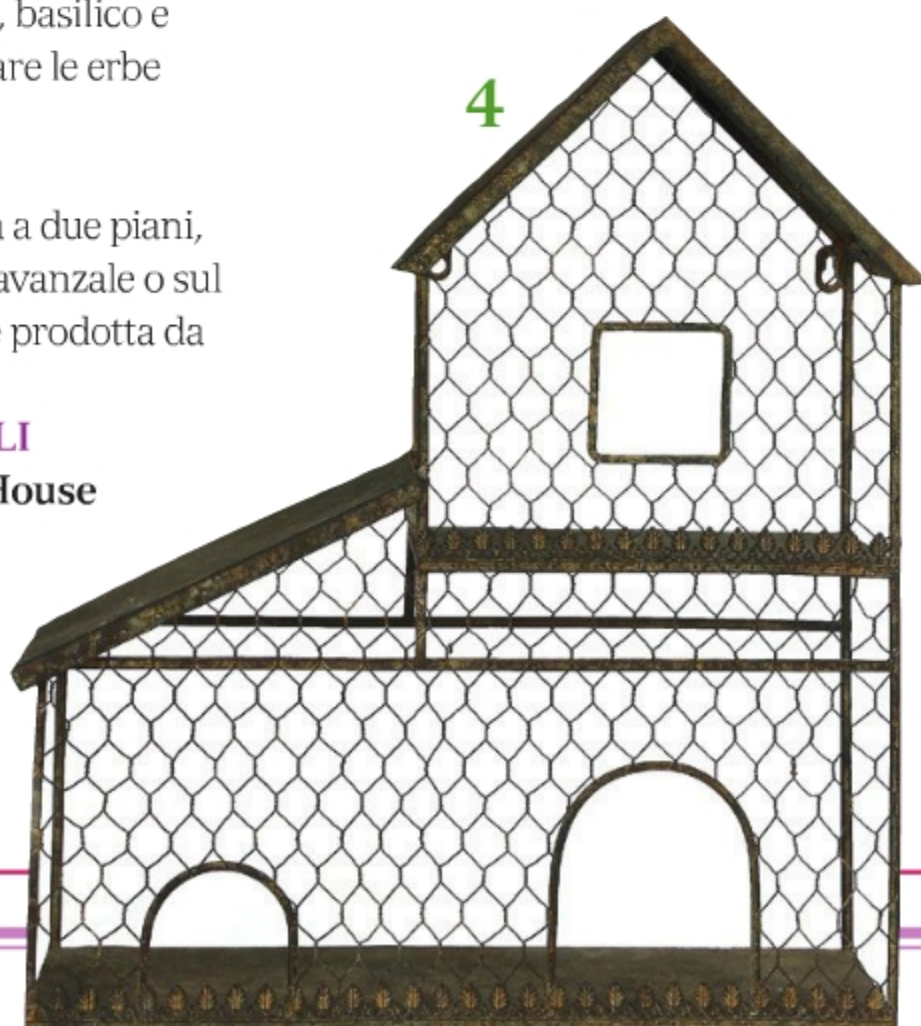 , basilico e
are le erbe
4
a due piani,
avanzale o sul
prodotta da
LI
House